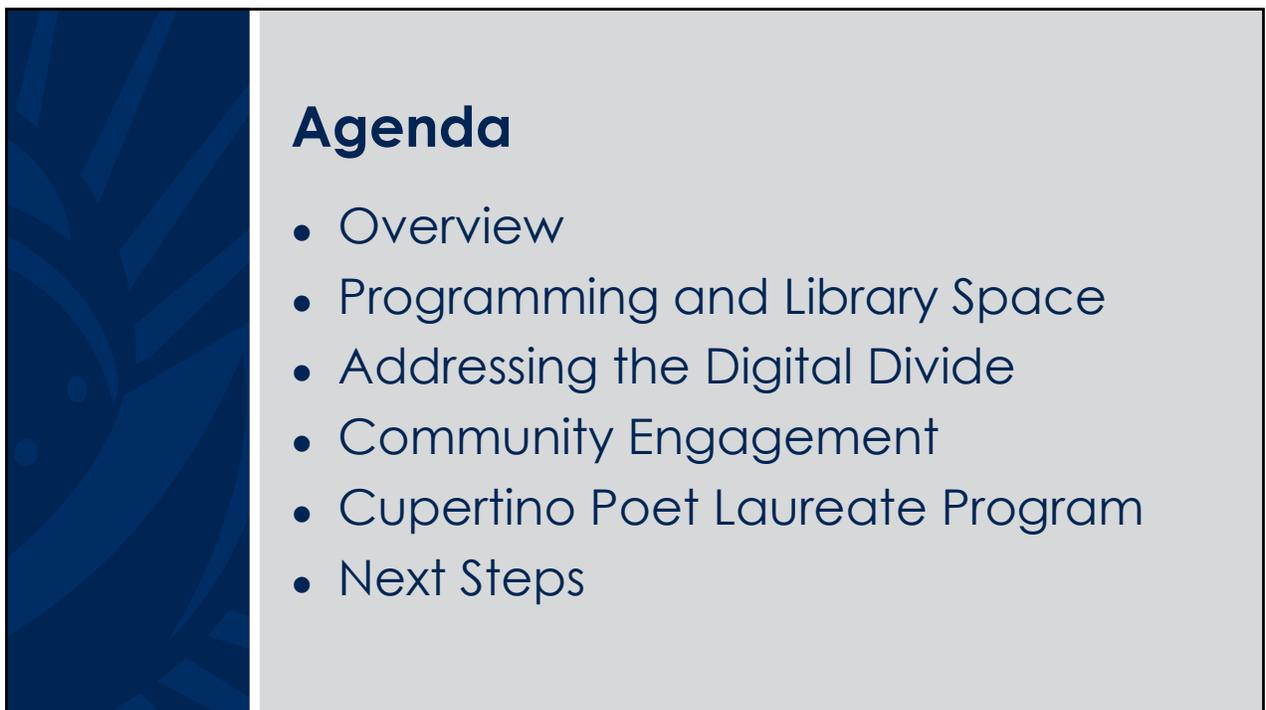 Agenda
• Overview
• Programming and Library Space
• Addressing the Digital Divide
• Community Engagement
• Cupertino Poet Laureate Program
• Next Steps